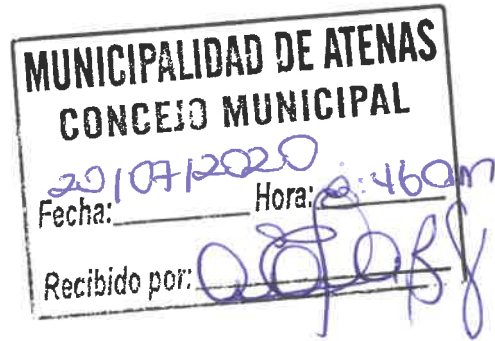 MUNICIPALIDAD DE ATENAS
CONCEJO MUNICIPAL
20/07/2020
Fecha: Hora:
Recibido por: